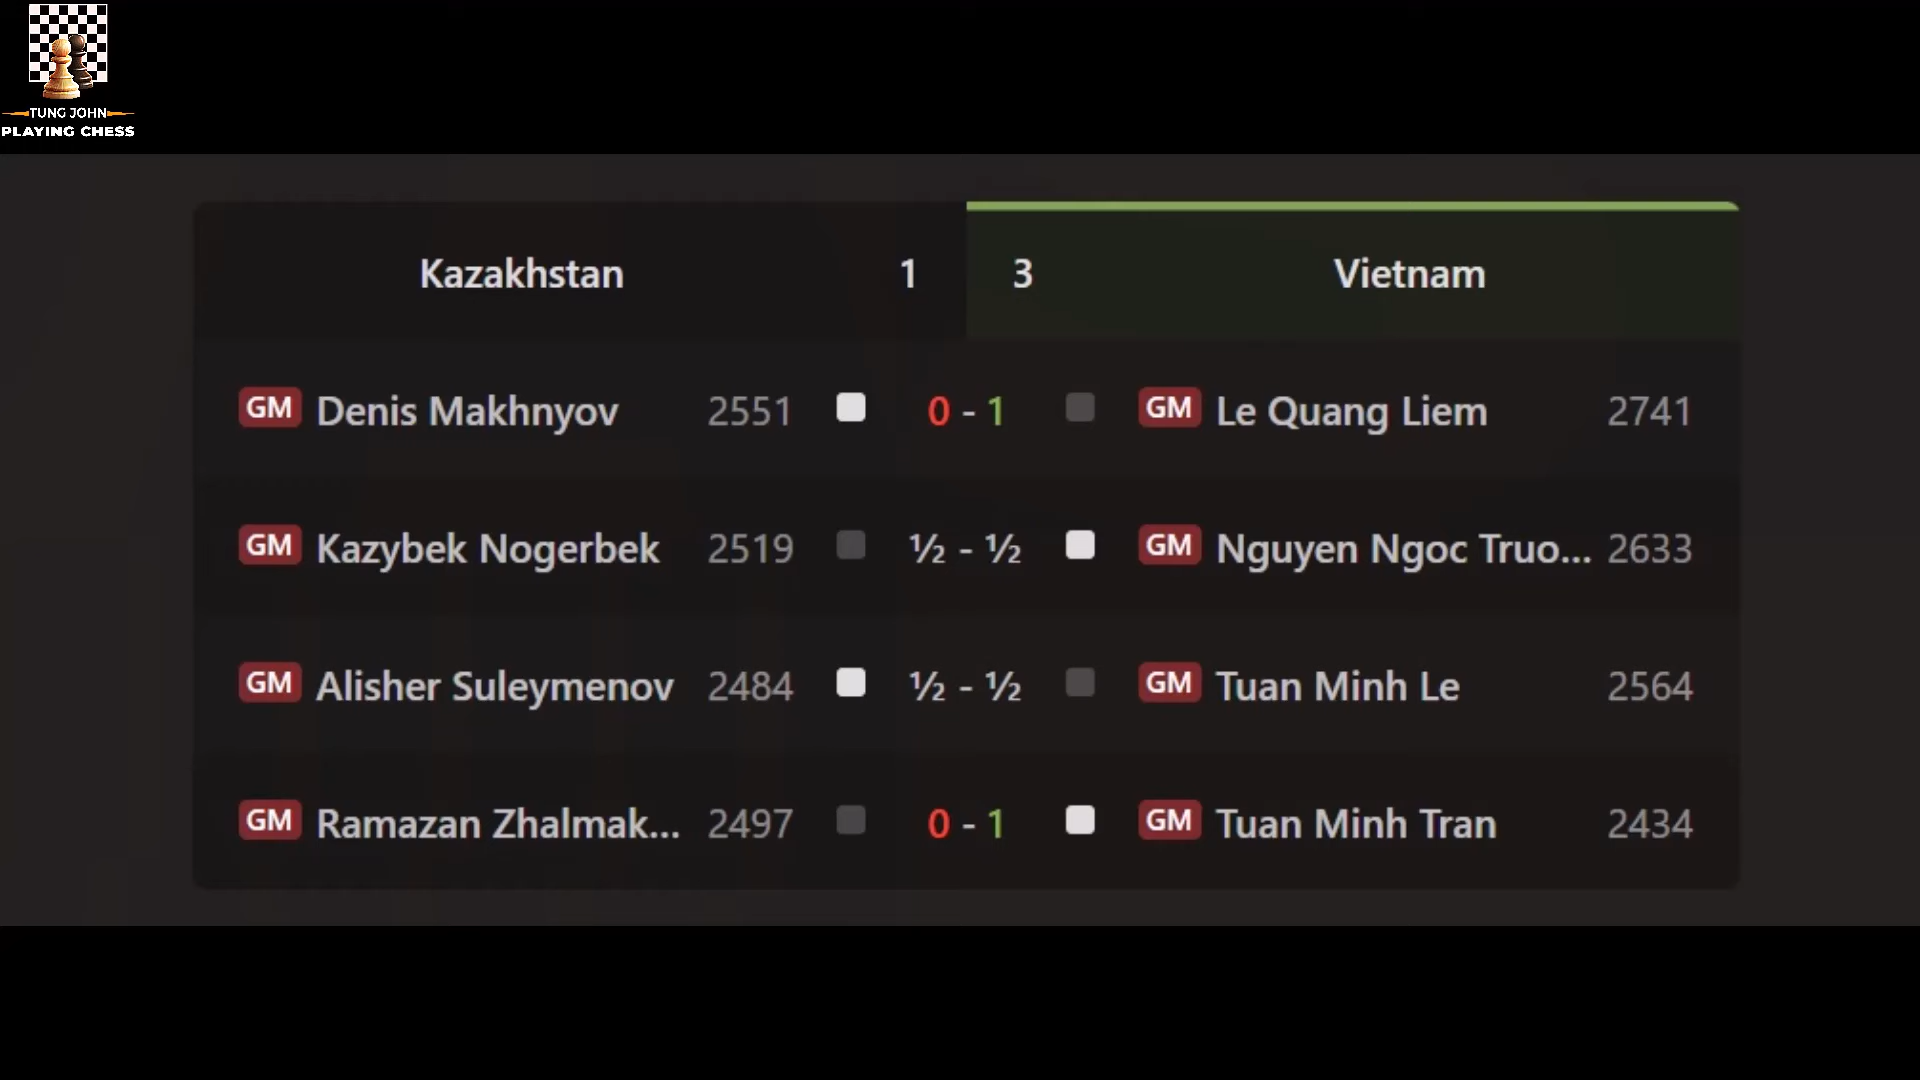 TUNG JOHN
PLAYING CHESS
Kazakhstan 1 3 Vietnam
GM Denis Makhnyov 2551 0 - 1 GM Le Quang Liem 2741
GM Kazybek Nogerbek 2519 ½ - ½ GM Nguyen Ngoc Truo... 2633
GM Alisher Suleymenov 2484 ½ - ½ GM Tuan Minh Le 2564
GM Ramazan Zhalmak... 2497 0 - 1 GM Tuan Minh Tran 2434